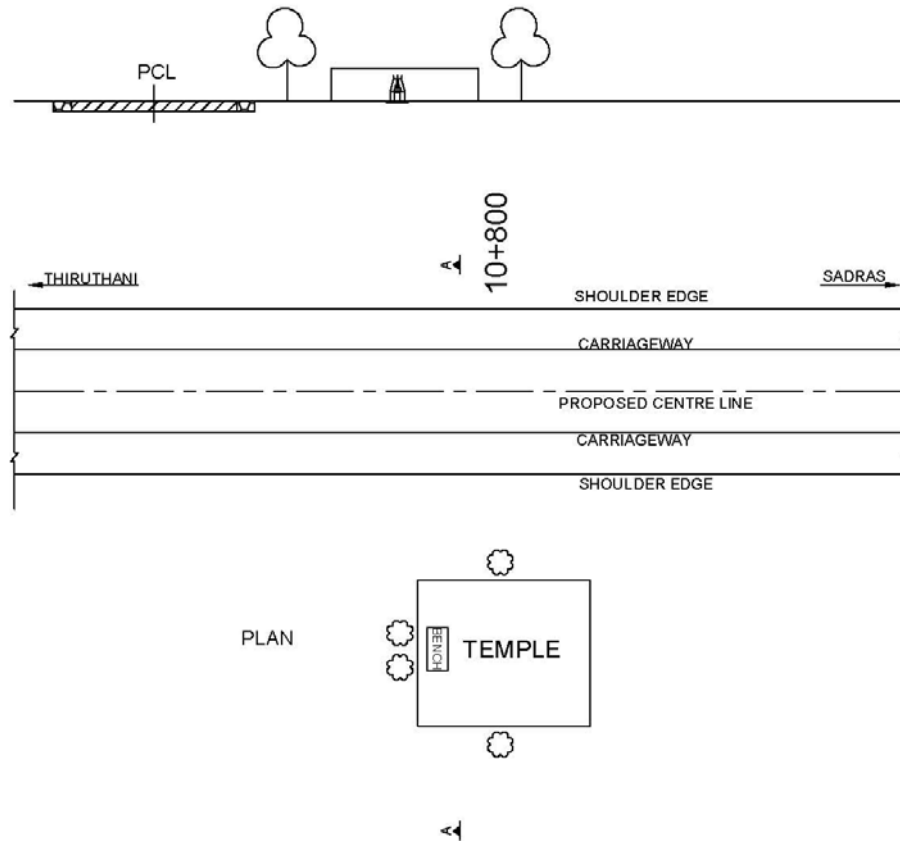 PCL
10+800
A
THIRUTHANI
SADRAS
SHOULDER EDGE
CARRIAGEWAY
PROPOSED CENTRE LINE
CARRIAGEWAY
SHOULDER EDGE
PLAN
BENCH
TEMPLE
A